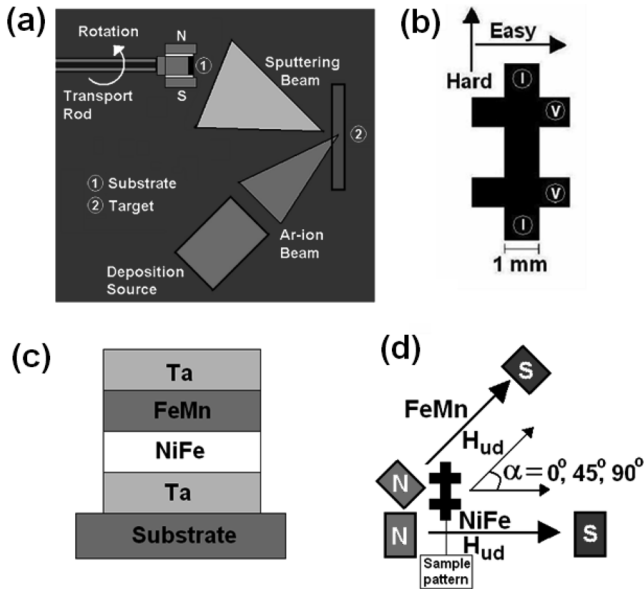 (a)
Rotation
N
①
Sputtering
Beam
Transport
Rod
S
②
① Substrate
② Target
Ar-ion
Beam
Deposition
Source
(b)
Easy
Hard
I
V
V
I
1 mm
(c)
Ta
FeMn
NiFe
Ta
Substrate
(d)
S
FeMn
Hud
α = 0°, 45°, 90°
N
N
NiFe
Hud
S
Sample
pattern